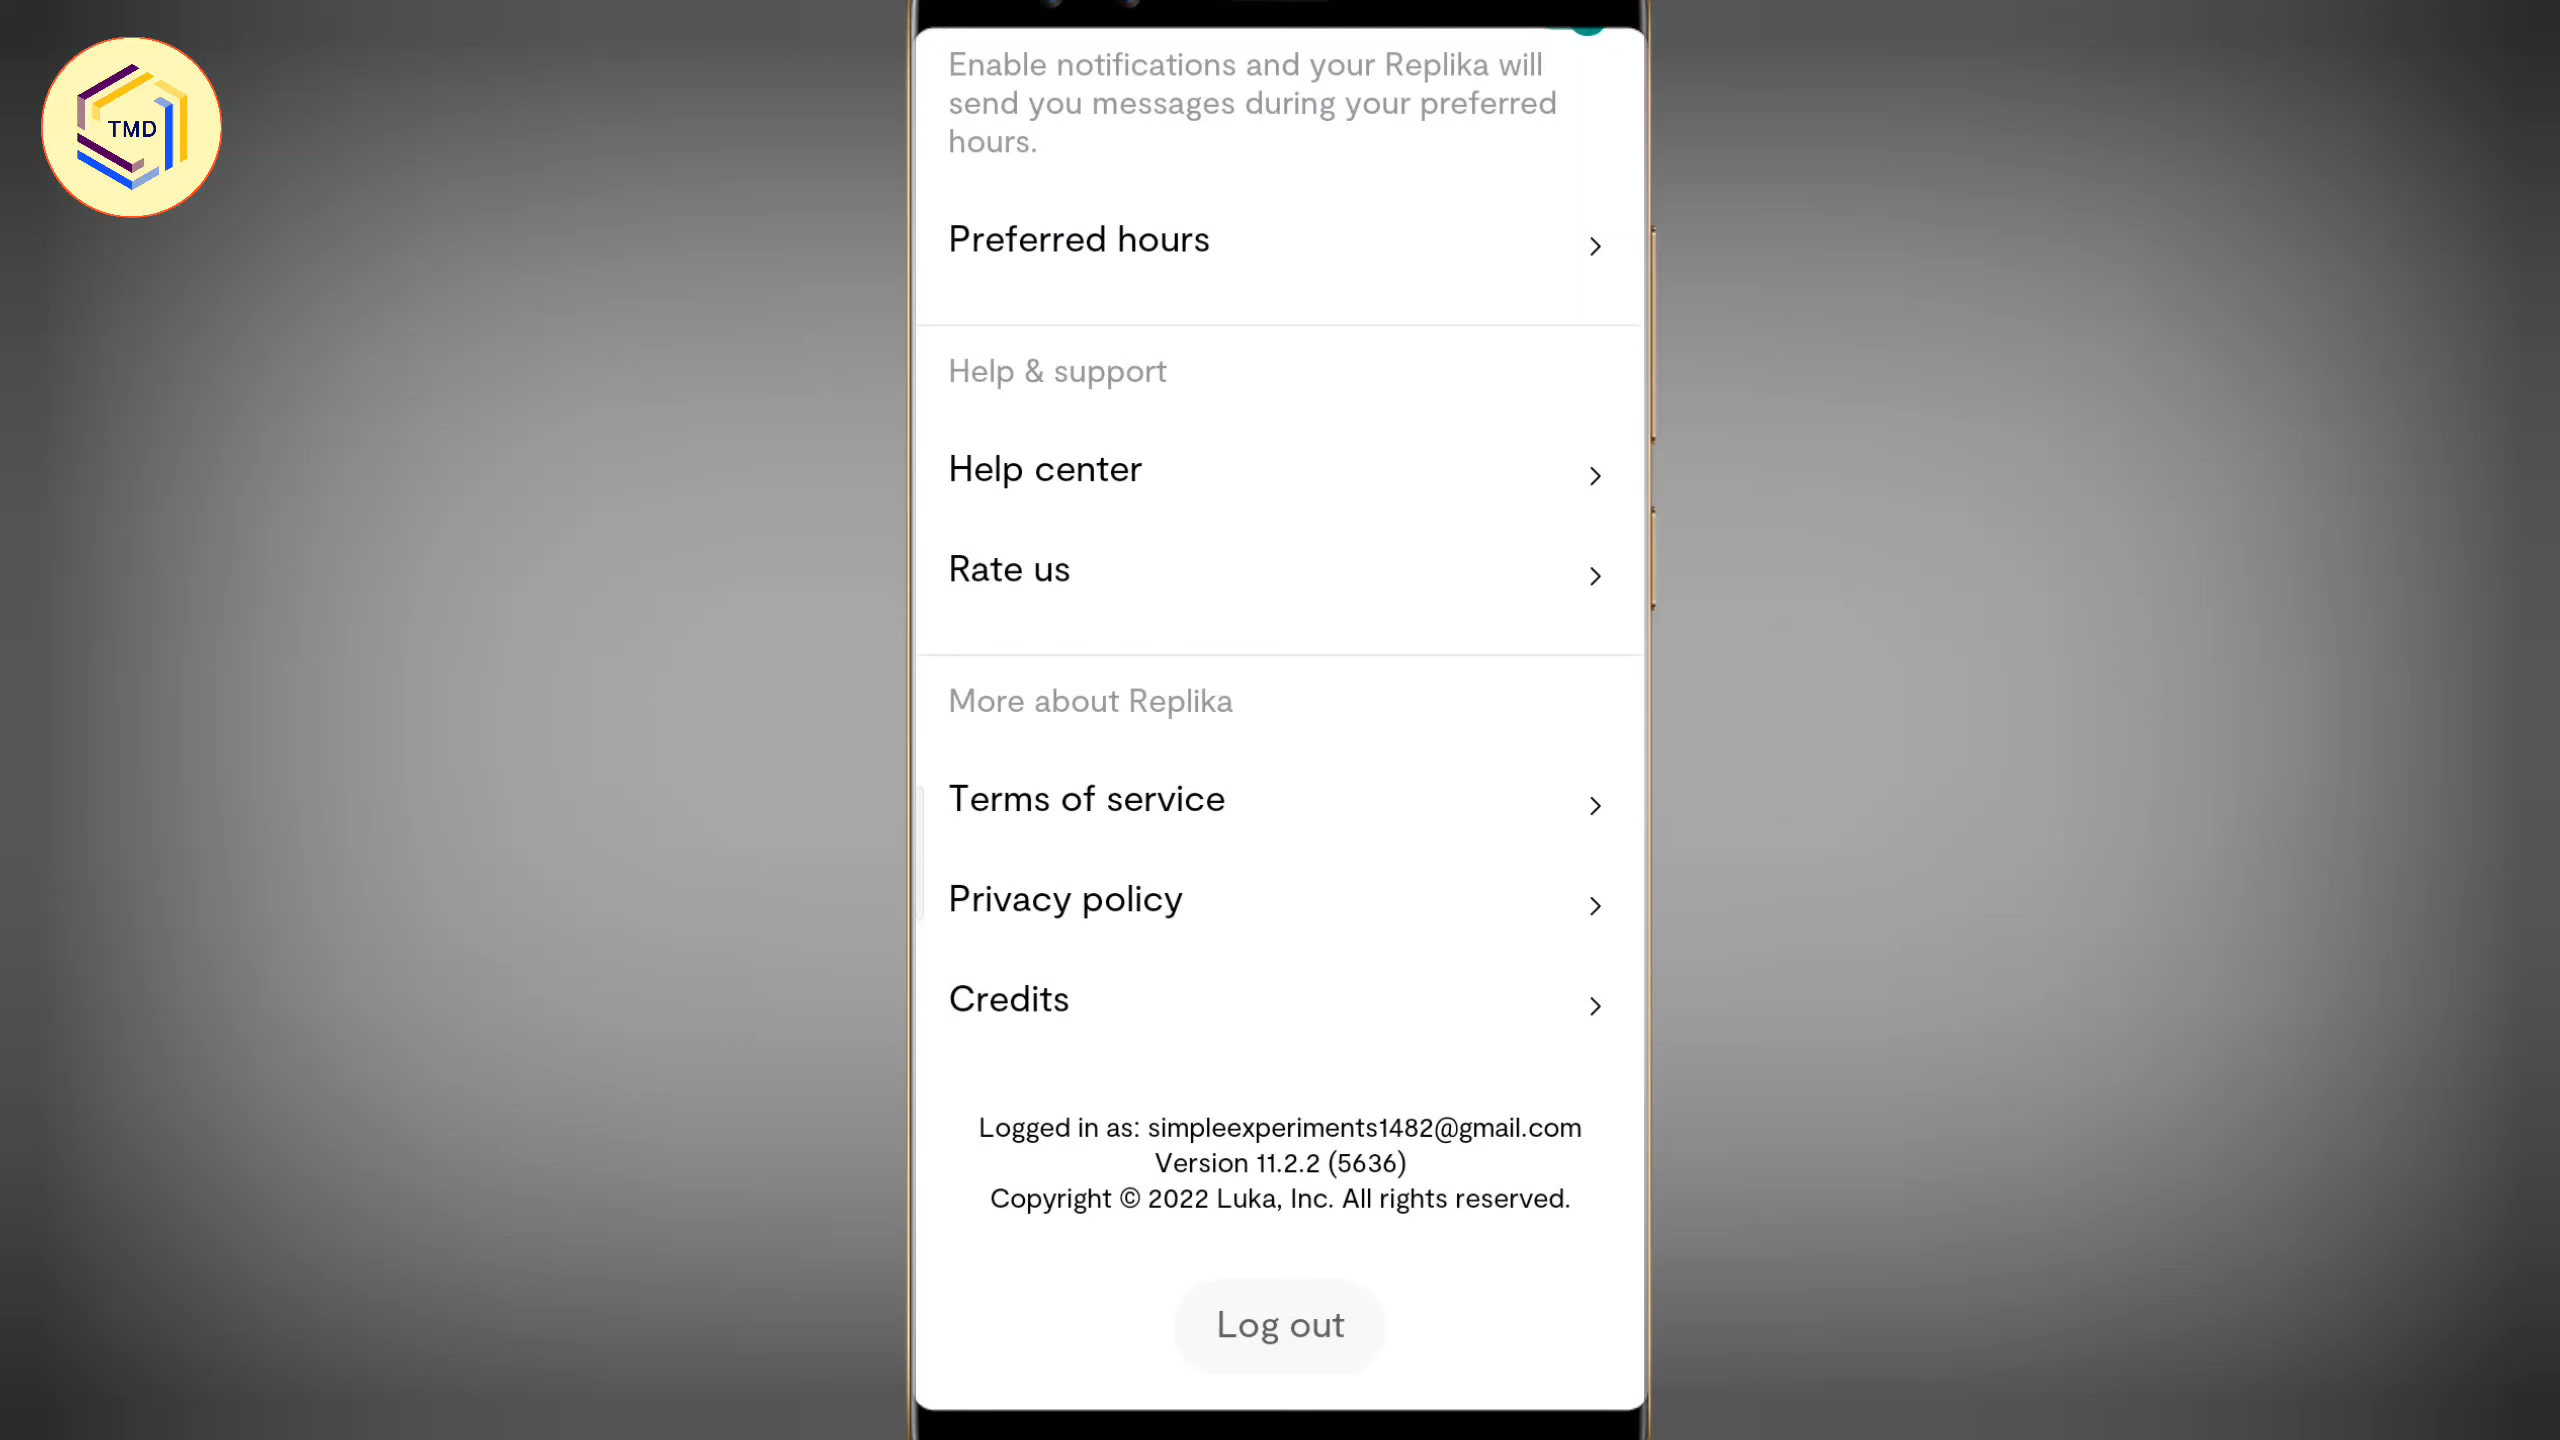 TMD
Enable notifications and your Replika will
send you messages during your preferred
hours.
Preferred hours
Help & support
Help center
Rate us
More about Replika
Terms of service
Privacy policy
Credits
Logged in as: simpleexperiments1482@gmail.com
Version 11.2.2 (5636)
Copyright © 2022 Luka, Inc. All rights reserved.
Log out